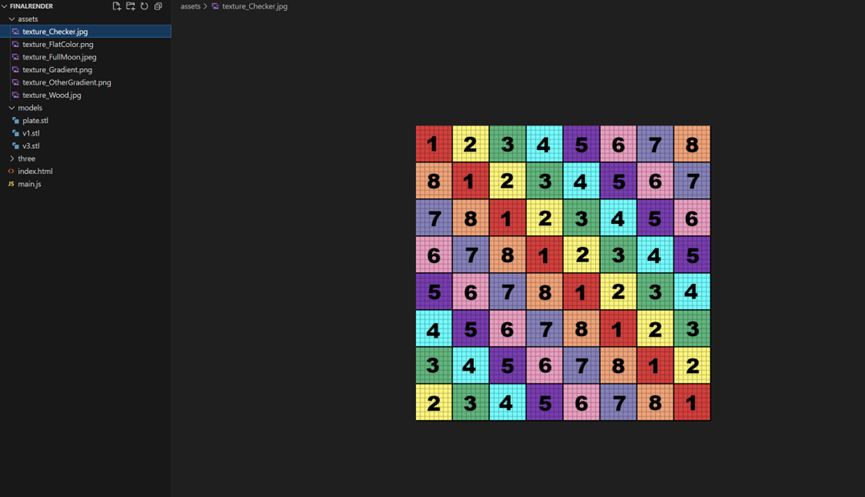 FINALRENDER
assets
texture_Checker.jpg
texture_FlatColor.png
texture_FullMoon.jpeg
texture_Gradient.png
texture_OtherGradient.png
texture_Wood.jpg
models
plate.stl
v1.stl
v3.stl
three
index.html
JS main.js
assets > texture_Checker.jpg
1 2 3 4 5 6 7 8
8 1 2 3 4 5 6 7
7 8 1 2 3 4 5 6
6 7 8 1 2 3 4 5
5 6 7 8 1 2 3 4
4 5 6 7 8 1 2 3
3 4 5 6 7 8 1 2
2 3 4 5 6 7 8 1